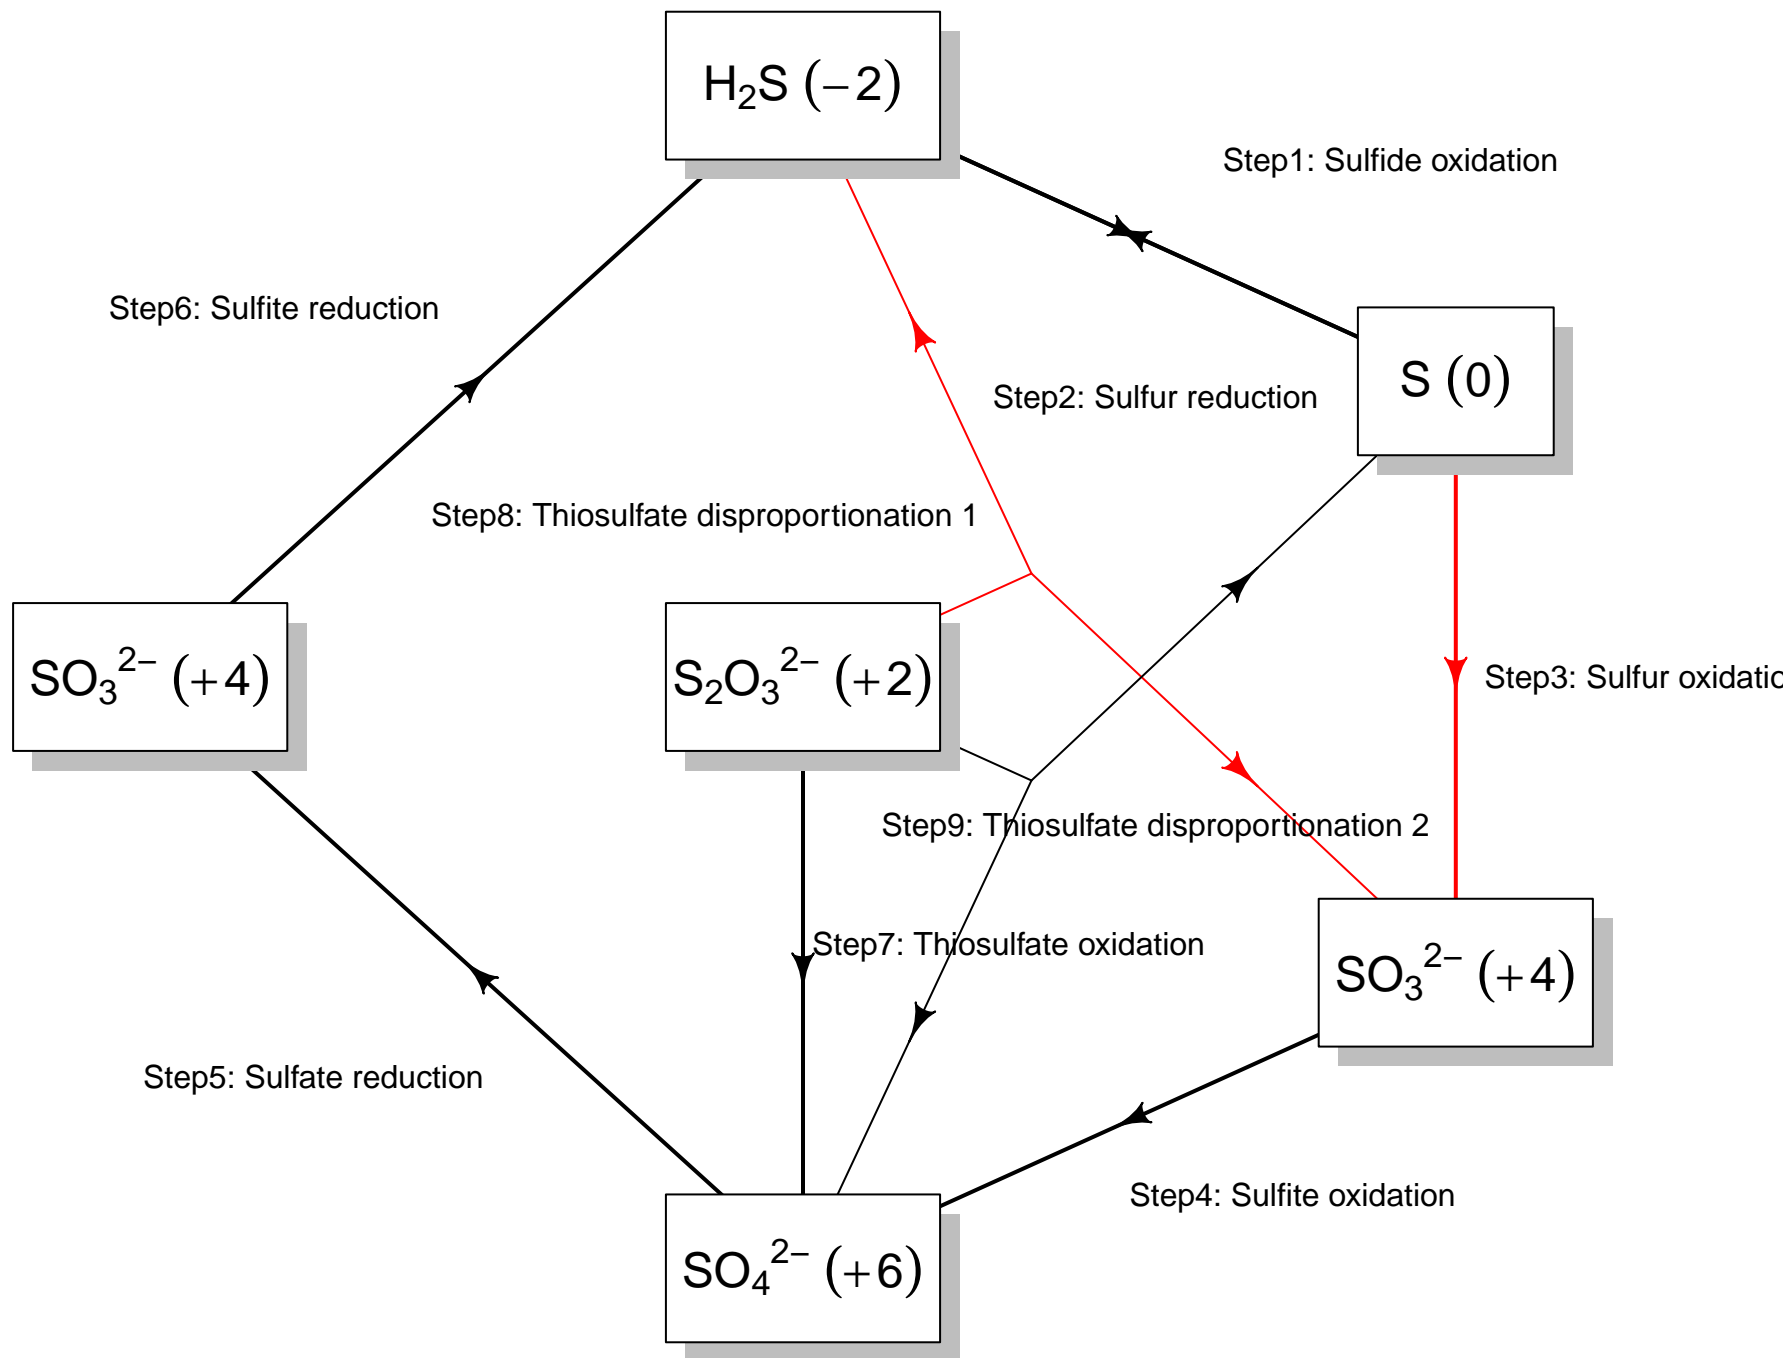 H₂S (−2)
Step1: Sulfide oxidation
Step6: Sulfite reduction
S (0)
Step2: Sulfur reduction
Step8: Thiosulfate disproportionation 1
SO₃²⁻ (+4)
S₂O₃²⁻ (+2)
Step3: Sulfur oxidatio
Step9: Thiosulfate disproportionation 2
Step7: Thiosulfate oxidation
SO₃²⁻ (+4)
Step5: Sulfate reduction
Step4: Sulfite oxidation
SO₄²⁻ (+6)